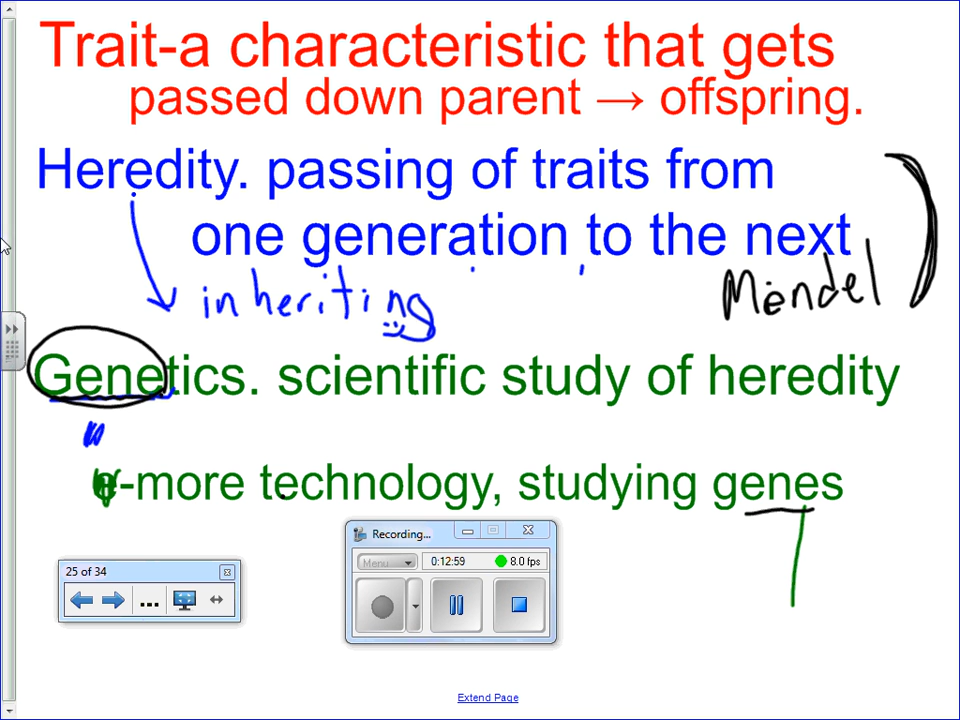 Trait-a characteristic that gets
passed down parent → offspring.
Heredity. passing of traits from
one generation to the next
inheriting
Mendel
Genetics. scientific study of heredity
-more technology, studying genes
Recording...
Menu
0:12:59
8.0 fps
25 of 34
...
Extend Page